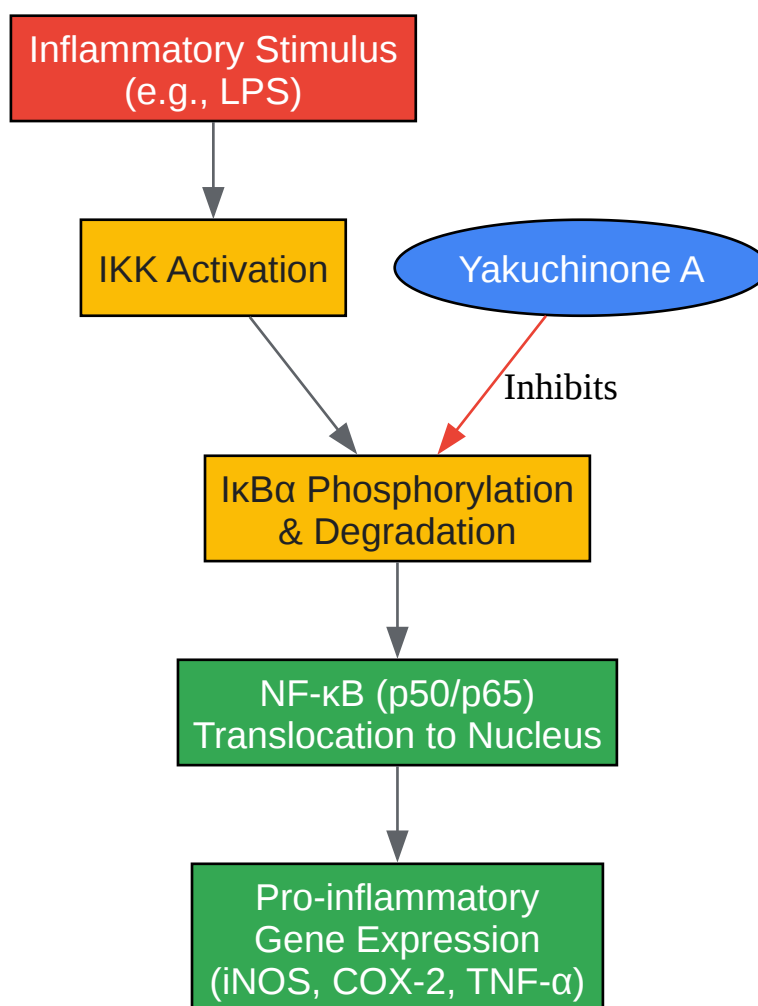 Inflammatory Stimulus
(e.g., LPS)
IKK Activation
Yakuchinone A
Inhibits
IκBα Phosphorylation
& Degradation
NF-κB (p50/p65)
Translocation to Nucleus
Pro-inflammatory
Gene Expression
(iNOS, COX-2, TNF-α)